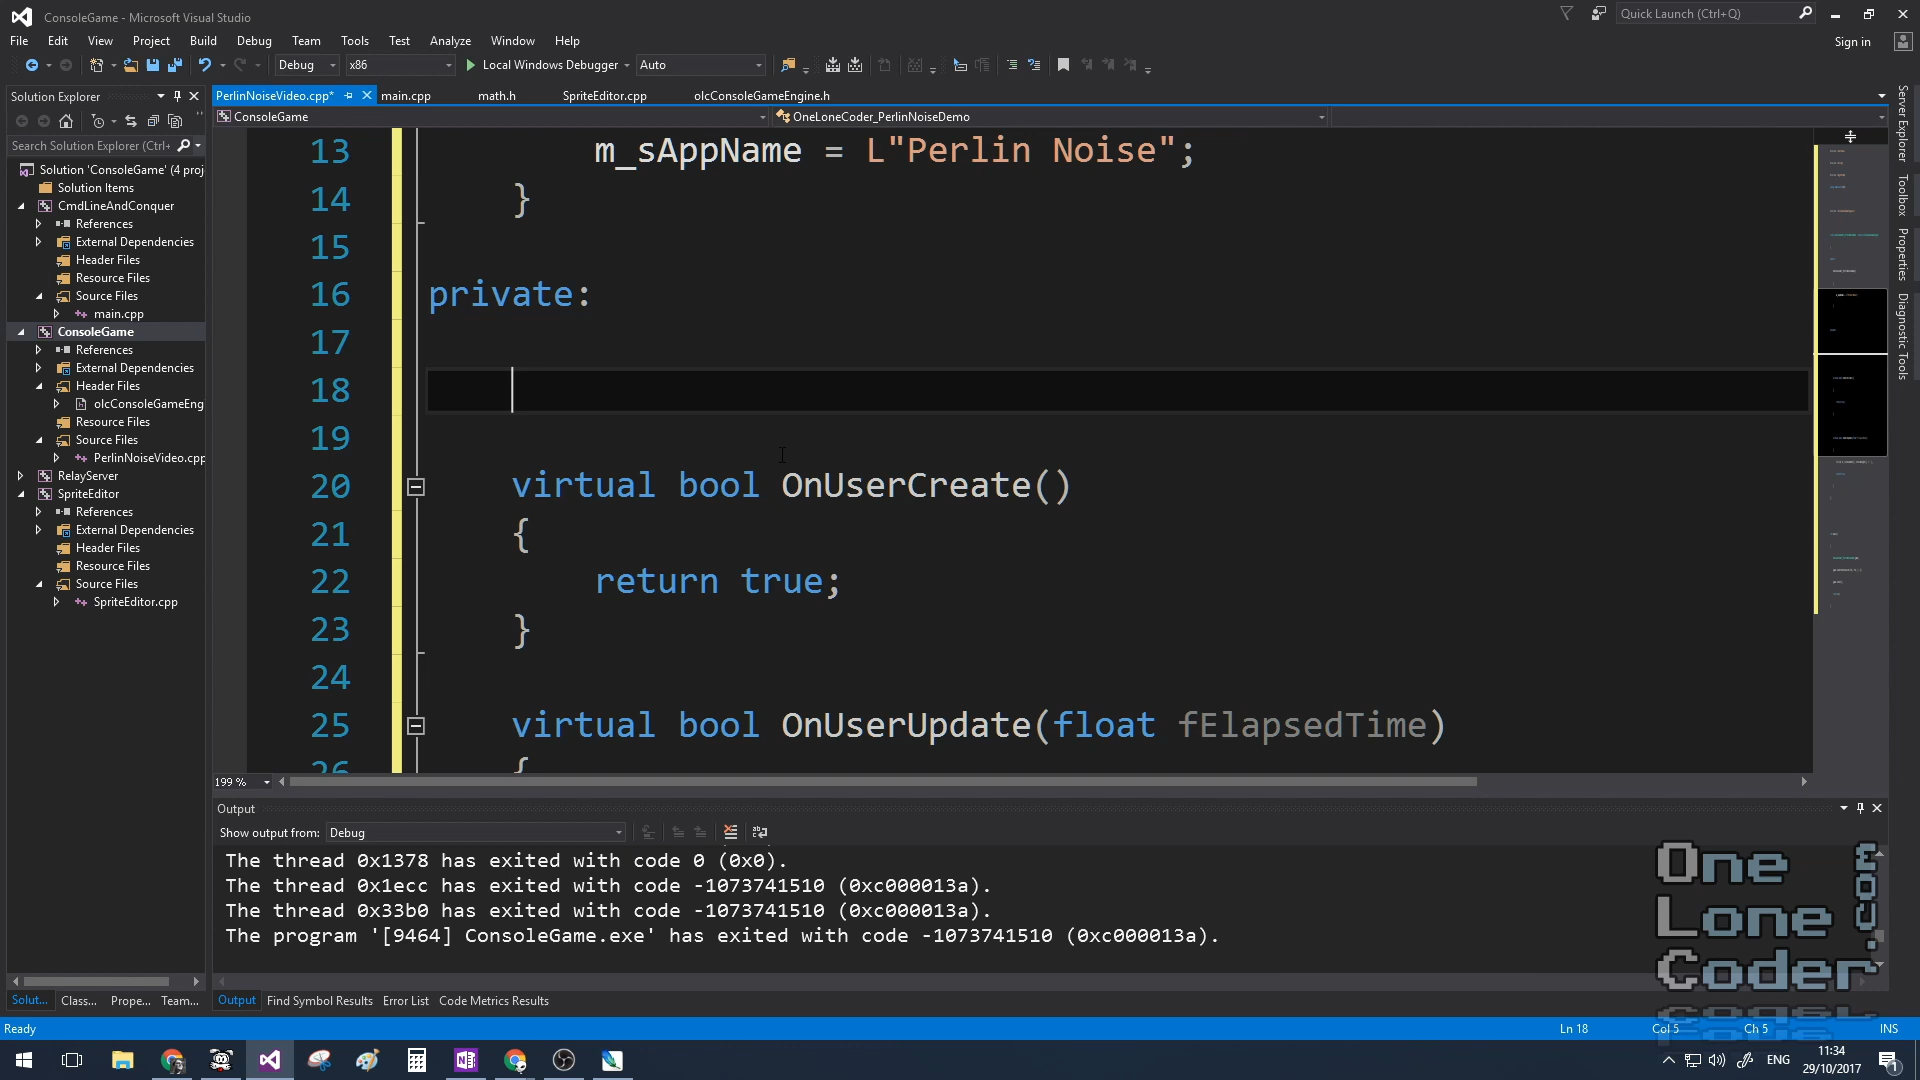 ConsoleGame - Microsoft Visual Studio
Quick Launch (Ctrl+Q)
File Edit View Project Build Debug Team Tools Test Analyze Window Help
Sign in
Debug x86 Local Windows Debugger Auto
Solution Explorer
PerlinNoiseVideo.cpp* main.cpp math.h SpriteEditor.cpp olcConsoleGameEngine.h
ConsoleGame OneLoneCoder_PerlinNoiseDemo
Search Solution Explorer (Ctrl+
Solution 'ConsoleGame' (4 proj
Solution Items
CmdLineAndConquer
References
External Dependencies
Header Files
Resource Files
Source Files
main.cpp
ConsoleGame
References
External Dependencies
Header Files
olcConsoleGameEng
Resource Files
Source Files
PerlinNoiseVideo.cpp
RelayServer
SpriteEditor
References
External Dependencies
Header Files
Resource Files
Source Files
SpriteEditor.cpp
Solut... Class... Prope... Team...
13 m_sAppName = L"Perlin Noise";
14 }
15
16 private:
17
18
19
20 virtual bool OnUserCreate()
21 {
22 return true;
23 }
24
25 virtual bool OnUserUpdate(float fElapsedTime)
26 {
199 %
Server Explorer
Toolbox
Properties
Diagnostic Tools
Output
Show output from: Debug
The thread 0x1378 has exited with code 0 (0x0).
The thread 0x1ecc has exited with code -1073741510 (0xc000013a).
The thread 0x33b0 has exited with code -1073741510 (0xc000013a).
The program '[9464] ConsoleGame.exe' has exited with code -1073741510 (0xc000013a).
Output Find Symbol Results Error List Code Metrics Results
One
Lone
Coder
.com
Ready Ln 18 Col 5 Ch 5 INS
ENG
11:34
29/10/2017
1